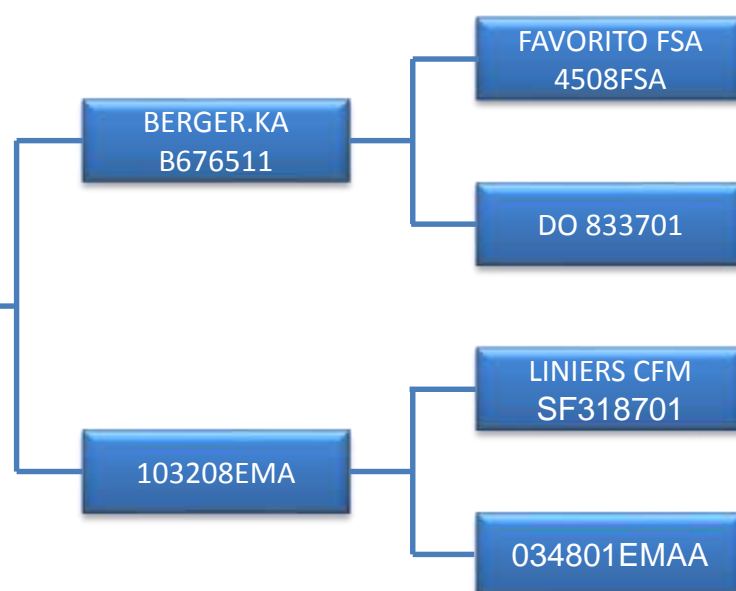 FAVORITO FSA
4508FSA
BERGER.KA
B676511
DO 833701
LINIERS CFM
SF318701
103208EMA
034801EMAA